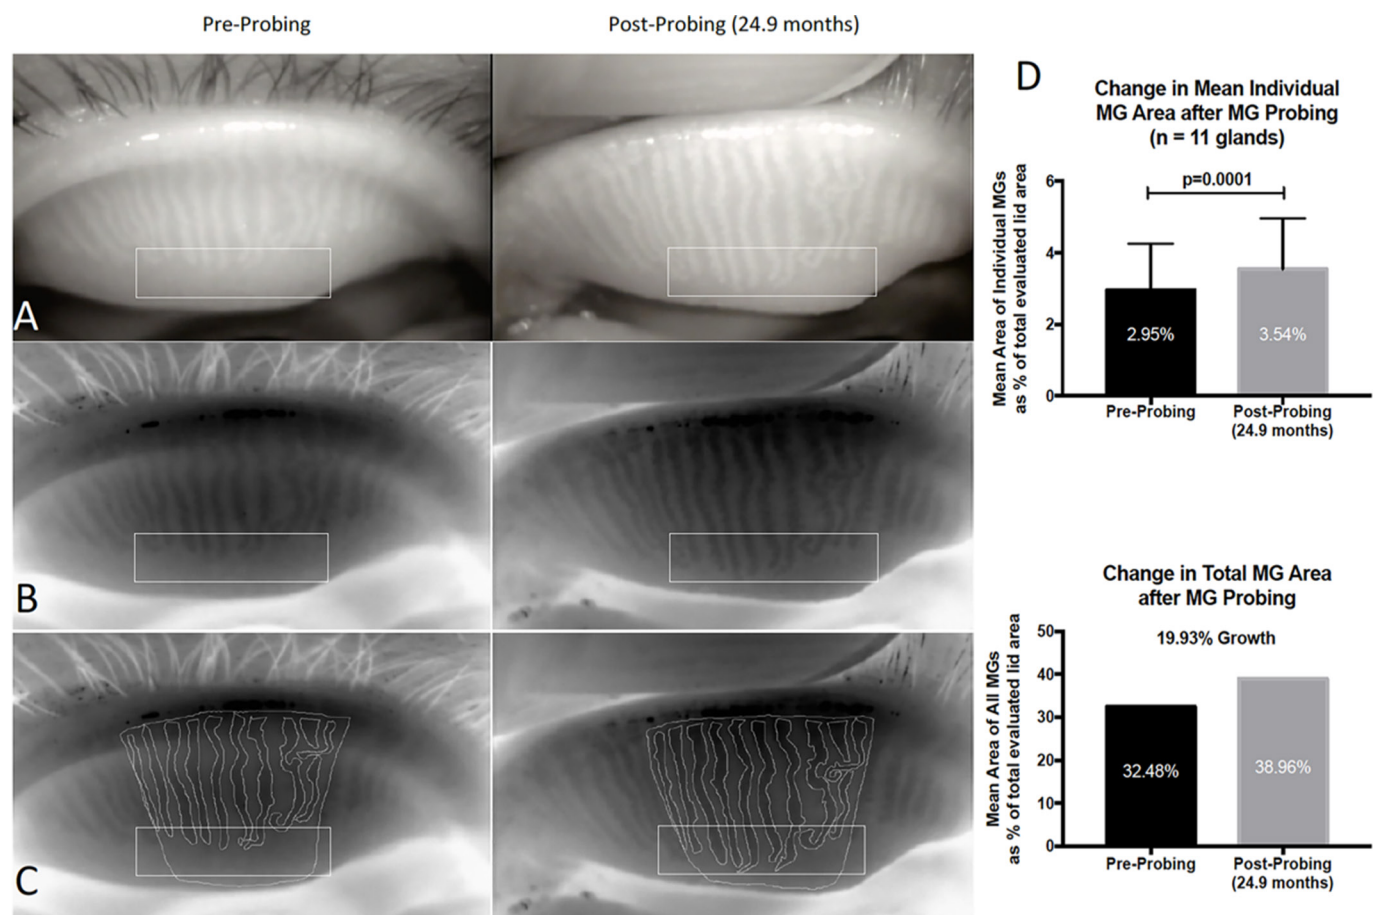 Pre-Probing
Post-Probing (24.9 months)
A
B
C
D
Change in Mean Individual
MG Area after MG Probing
(n = 11 glands)
p=0.0001
Mean Area of Individual MGs
as % of total evaluated lid area
6
4
2
0
2.95%
3.54%
Pre-Probing
Post-Probing
(24.9 months)
Change in Total MG Area
after MG Probing
19.93% Growth
Mean Area of All MGs
as % of total evaluated lid area
50
40
30
20
10
0
32.48%
38.96%
Pre-Probing
Post-Probing
(24.9 months)